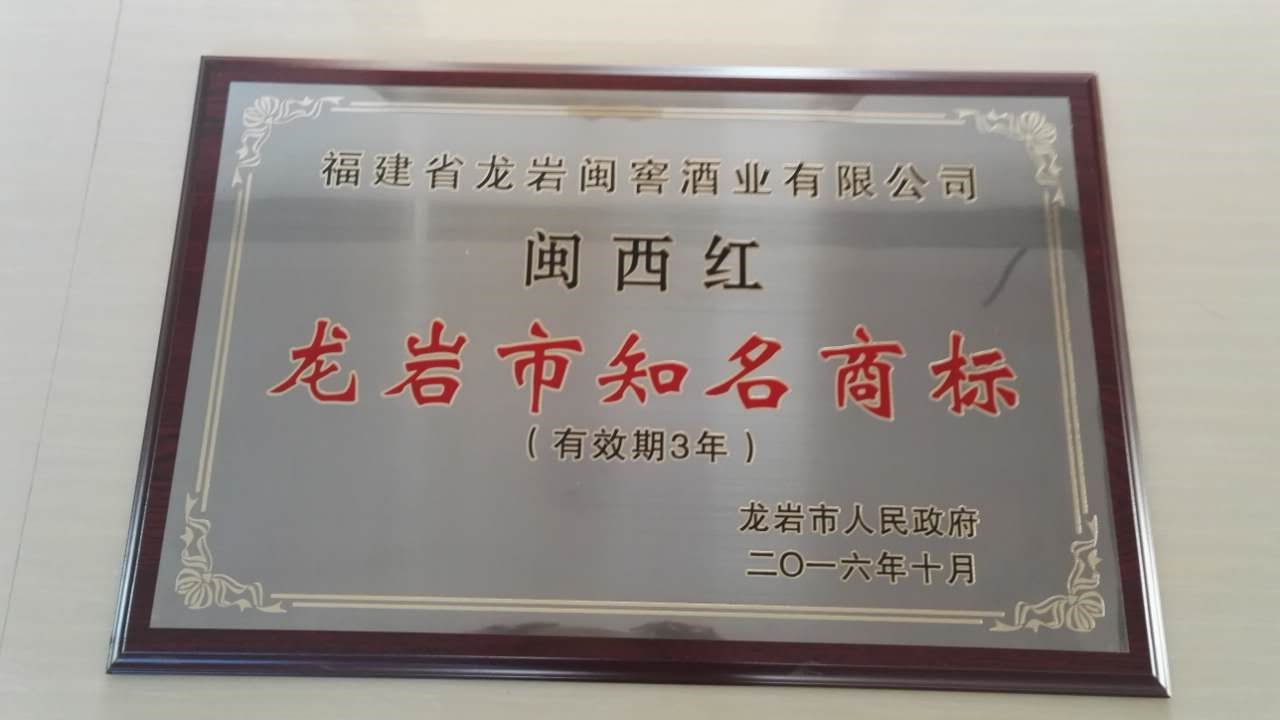 福建省龙岩闽窖酒业有限公司
闽西红
龙岩市知名商标
（有效期3年）
龙岩市人民政府
二〇一六年十月